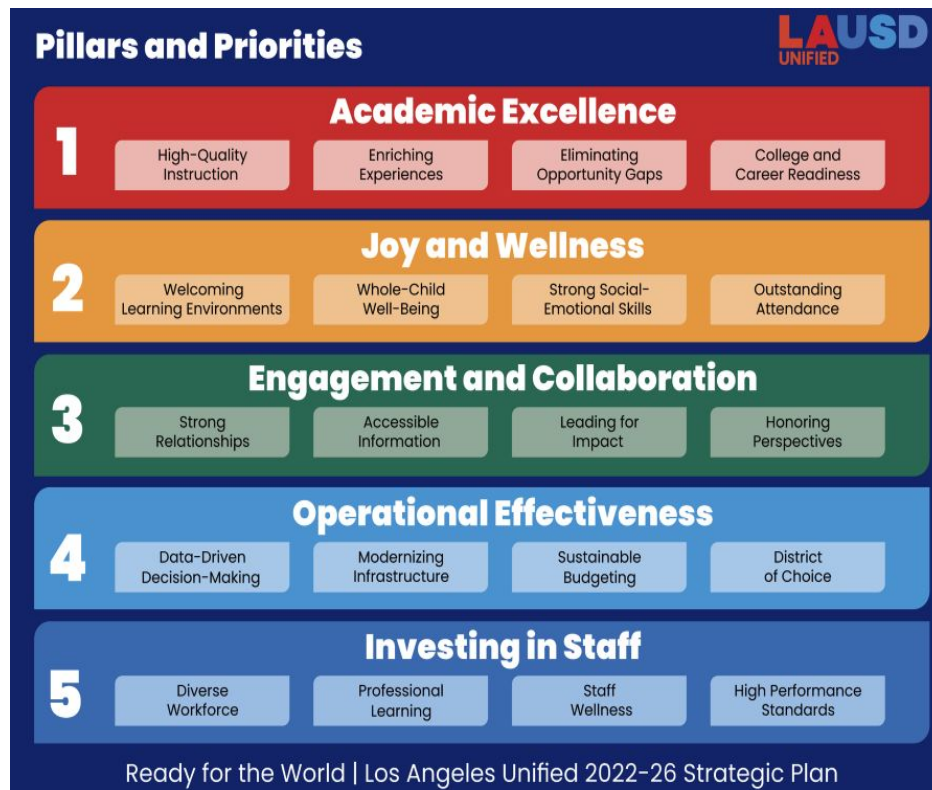 Pillars and Priorities
LAUSD
UNIFIED
1
Academic Excellence
High-Quality
Instruction
Enriching
Experiences
Eliminating
Opportunity Gaps
College and
Career Readiness
2
Joy and Wellness
Welcoming
Learning Environments
Whole-Child
Well-Being
Strong Social-
Emotional Skills
Outstanding
Attendance
3
Engagement and Collaboration
Strong
Relationships
Accessible
Information
Leading for
Impact
Honoring
Perspectives
4
Operational Effectiveness
Data-Driven
Decision-Making
Modernizing
Infrastructure
Sustainable
Budgeting
District
of Choice
5
Investing in Staff
Diverse
Workforce
Professional
Learning
Staff
Wellness
High Performance
Standards
Ready for the World | Los Angeles Unified 2022-26 Strategic Plan